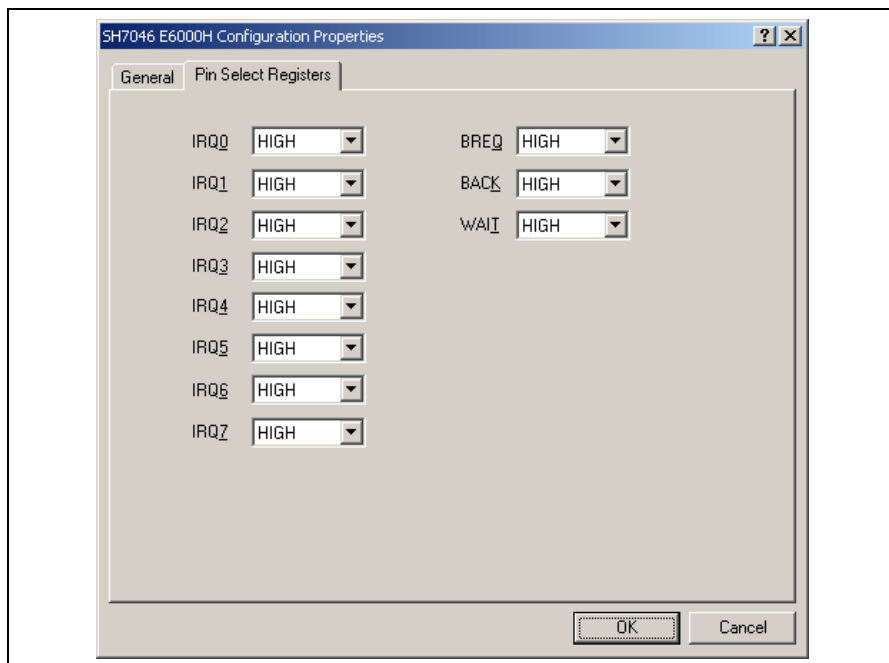 SH7046 E6000H Configuration Properties
General Pin Select Registers
IRQ0 HIGH BREQ HIGH
IRQ1 HIGH BACK HIGH
IRQ2 HIGH WAIT HIGH
IRQ3 HIGH
IRQ4 HIGH
IRQ5 HIGH
IRQ6 HIGH
IRQ7 HIGH
OK Cancel